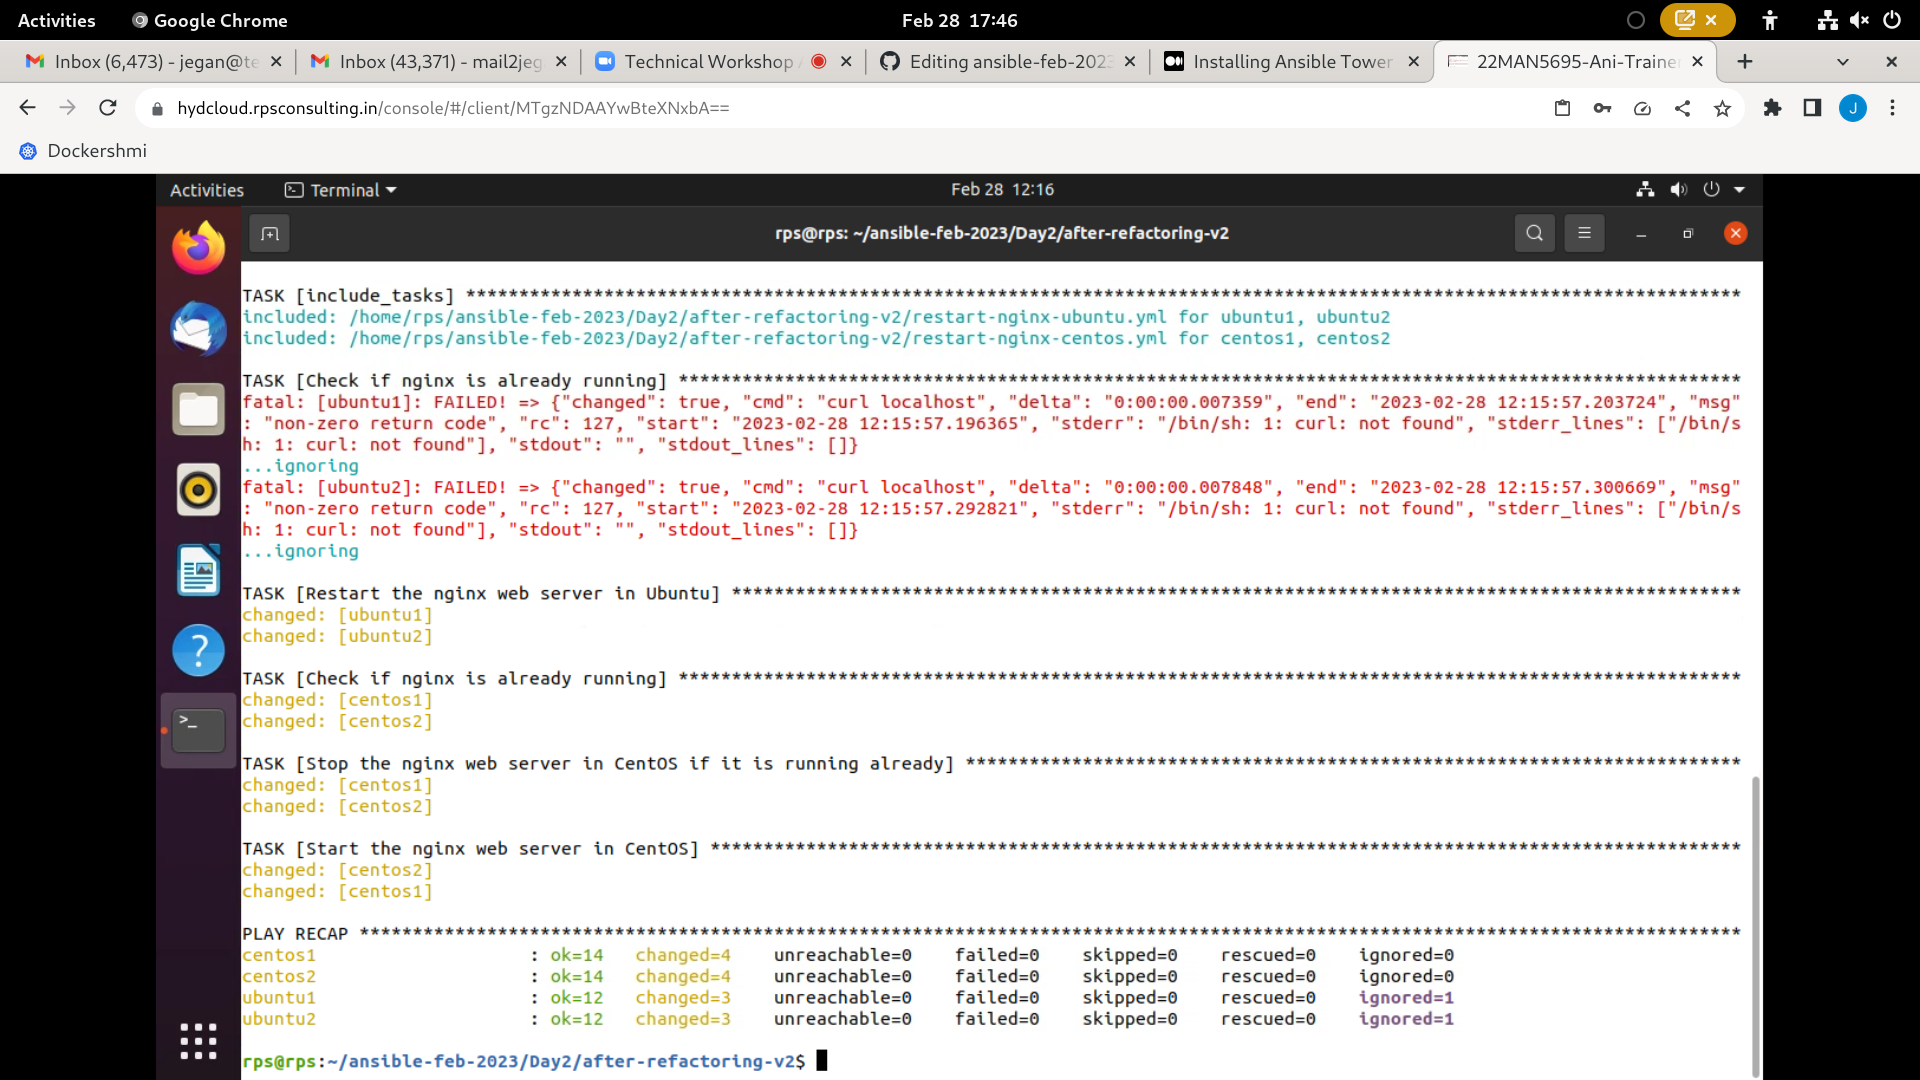 Activities Google Chrome Feb 28 17:46
Inbox (6,473) - jegan@te Inbox (43,371) - mail2jeg Technical Workshop Editing ansible-feb-2023 Installing Ansible Tower 22MAN5695-Ani-Trainer
hydcloud.rpsconsulting.in/console/#/client/MTgzNDAAYwBteXNxbA== J
Dockershmi
Activities Terminal Feb 28 12:16
rps@rps: ~/ansible-feb-2023/Day2/after-refactoring-v2
TASK [include_tasks] ************************************************************************************************************************
included: /home/rps/ansible-feb-2023/Day2/after-refactoring-v2/restart-nginx-ubuntu.yml for ubuntu1, ubuntu2
included: /home/rps/ansible-feb-2023/Day2/after-refactoring-v2/restart-nginx-centos.yml for centos1, centos2
TASK [Check if nginx is already running] ****************************************************************************************************
fatal: [ubuntu1]: FAILED! => {"changed": true, "cmd": "curl localhost", "delta": "0:00:00.007359", "end": "2023-02-28 12:15:57.203724", "msg"
: "non-zero return code", "rc": 127, "start": "2023-02-28 12:15:57.196365", "stderr": "/bin/sh: 1: curl: not found", "stderr_lines": ["/bin/s
h: 1: curl: not found"], "stdout": "", "stdout_lines": []}
...ignoring
fatal: [ubuntu2]: FAILED! => {"changed": true, "cmd": "curl localhost", "delta": "0:00:00.007848", "end": "2023-02-28 12:15:57.300669", "msg"
: "non-zero return code", "rc": 127, "start": "2023-02-28 12:15:57.292821", "stderr": "/bin/sh: 1: curl: not found", "stderr_lines": ["/bin/s
h: 1: curl: not found"], "stdout": "", "stdout_lines": []}
...ignoring
TASK [Restart the nginx web server in Ubuntu] ***********************************************************************************************
changed: [ubuntu1]
changed: [ubuntu2]
TASK [Check if nginx is already running] ****************************************************************************************************
changed: [centos1]
changed: [centos2]
TASK [Stop the nginx web server in CentOS if it is running already] *************************************************************************
changed: [centos1]
changed: [centos2]
TASK [Start the nginx web server in CentOS] *************************************************************************************************
changed: [centos2]
changed: [centos1]
PLAY RECAP **********************************************************************************************************************************
centos1 : ok=14 changed=4 unreachable=0 failed=0 skipped=0 rescued=0 ignored=0
centos2 : ok=14 changed=4 unreachable=0 failed=0 skipped=0 rescued=0 ignored=0
ubuntu1 : ok=12 changed=3 unreachable=0 failed=0 skipped=0 rescued=0 ignored=1
ubuntu2 : ok=12 changed=3 unreachable=0 failed=0 skipped=0 rescued=0 ignored=1
rps@rps:~/ansible-feb-2023/Day2/after-refactoring-v2$